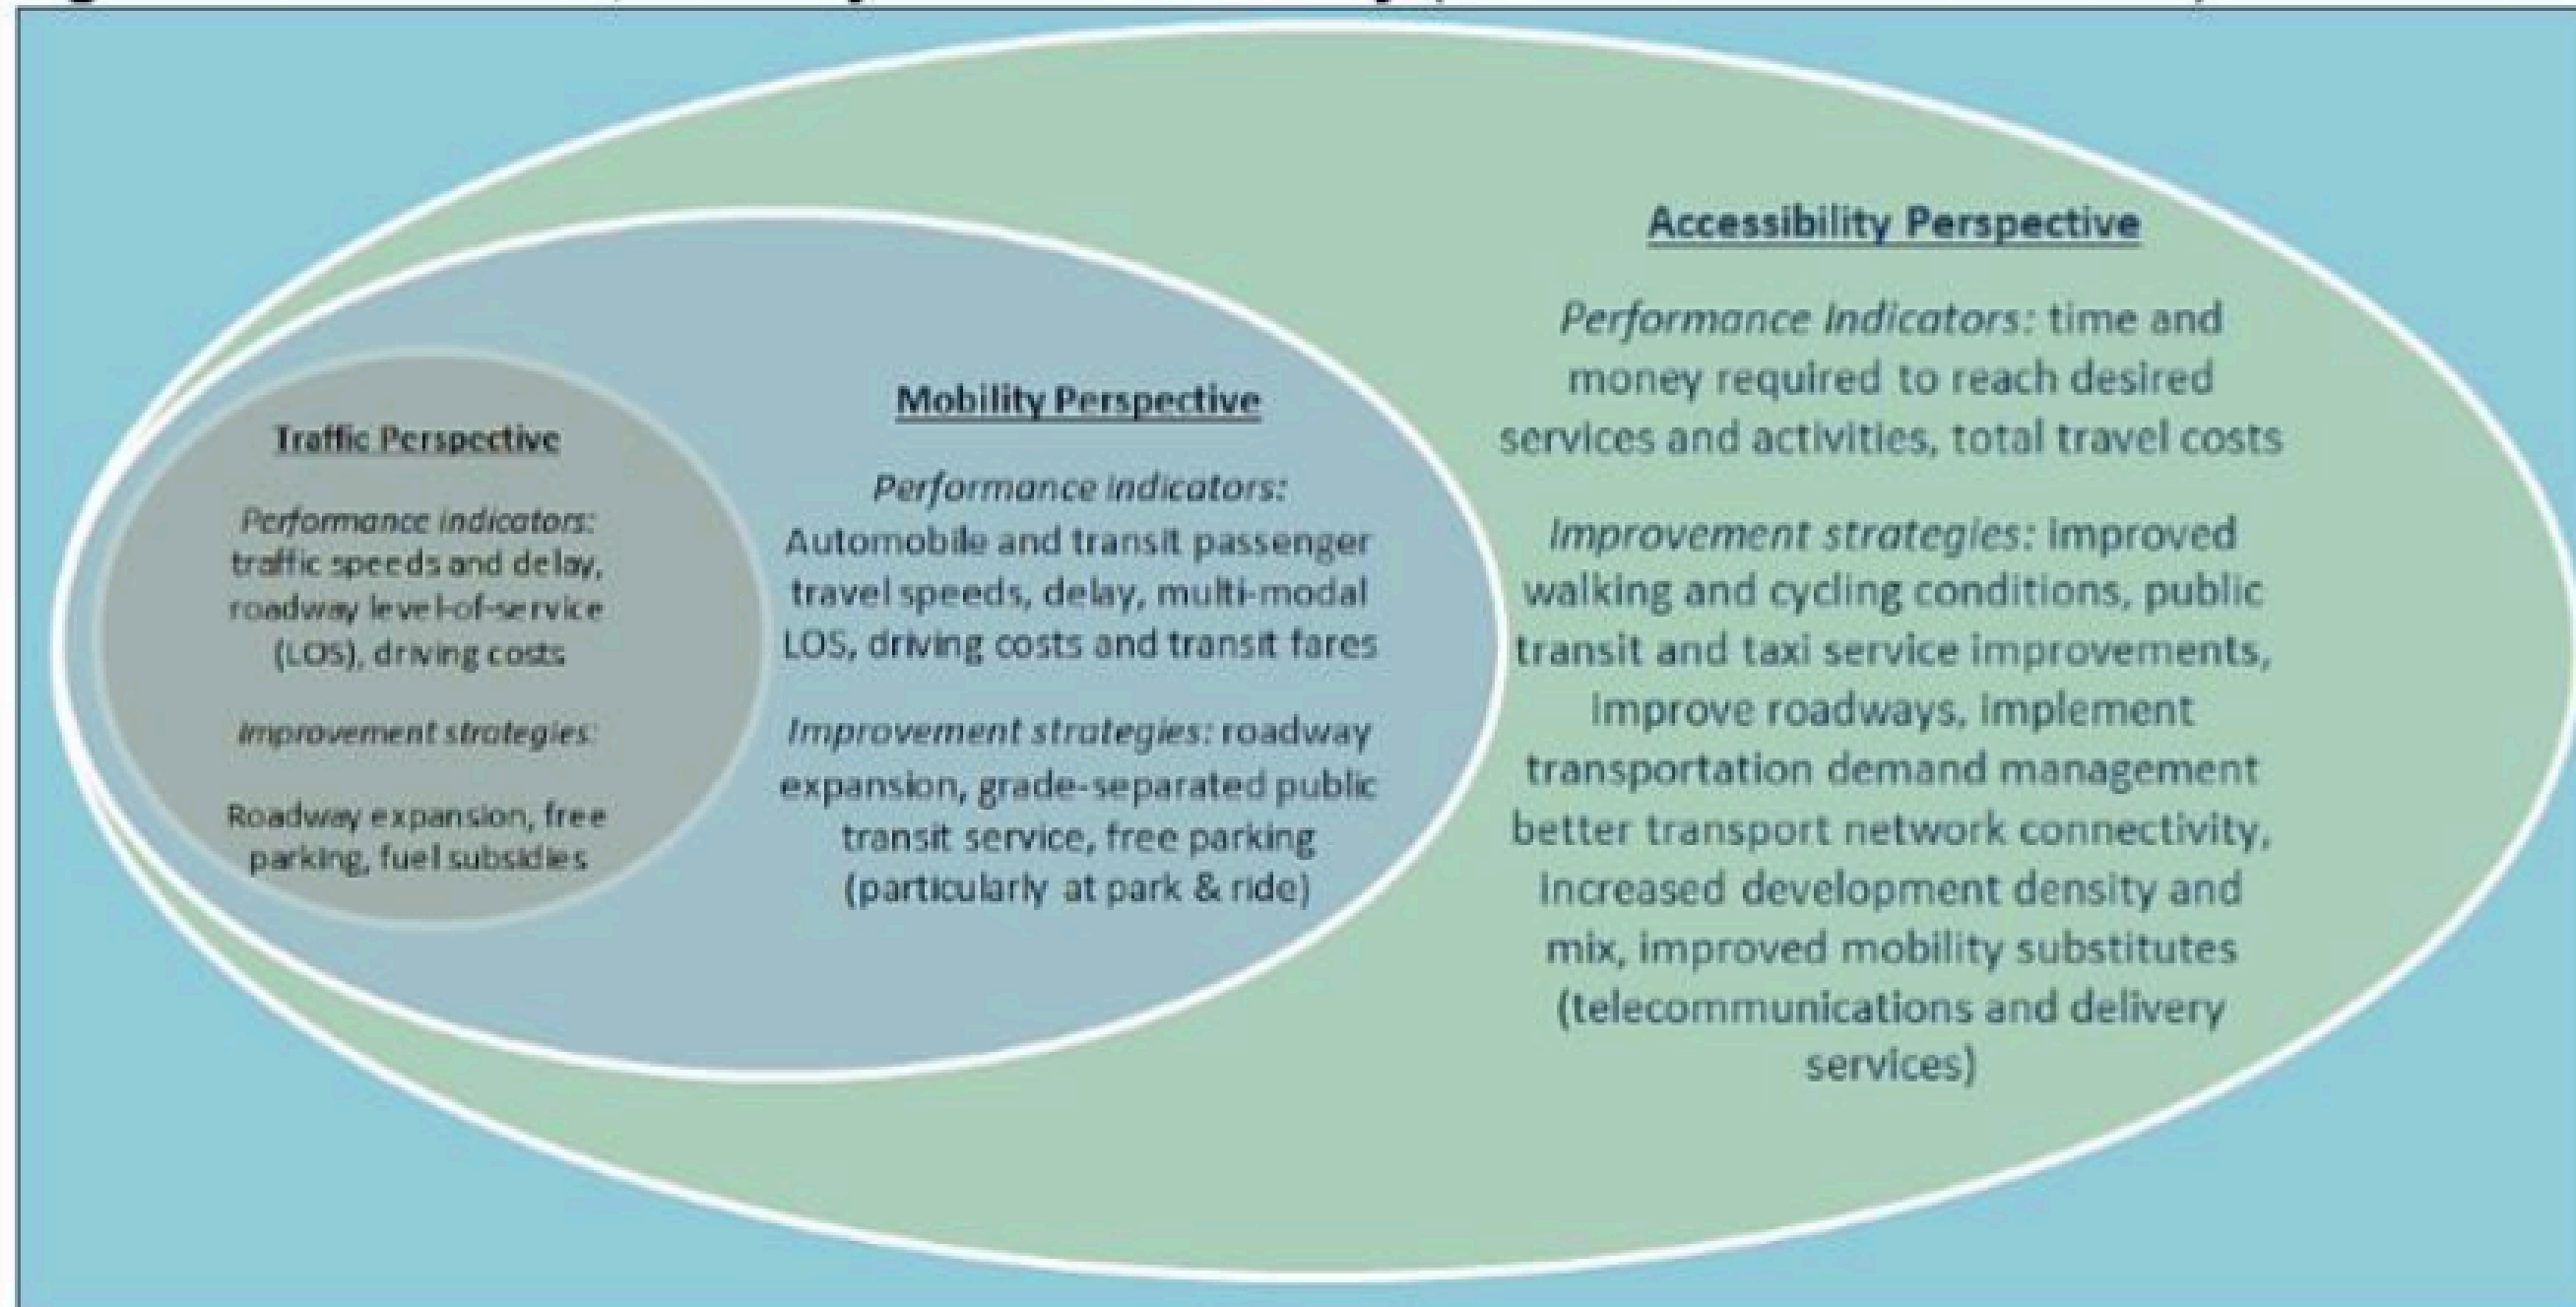 Traffic Perspective
Performance indicators:
traffic speeds and delay,
roadway level-of-service
(LOS), driving costs
Improvement strategies:
Roadway expansion, free
parking, fuel subsidies
Mobility Perspective
Performance indicators:
Automobile and transit passenger
travel speeds, delay, multi-modal
LOS, driving costs and transit fares
Improvement strategies: roadway
expansion, grade-separated public
transit service, free parking
(particularly at park & ride)
Accessibility Perspective
Performance Indicators: time and
money required to reach desired
services and activities, total travel costs
Improvement strategies: improved
walking and cycling conditions, public
transit and taxi service improvements,
improve roadways, implement
transportation demand management
better transport network connectivity,
increased development density and
mix, improved mobility substitutes
(telecommunications and delivery
services)